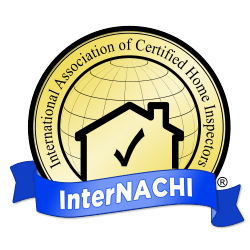 International Association of Certified Home Inspectors
InterNACHI®